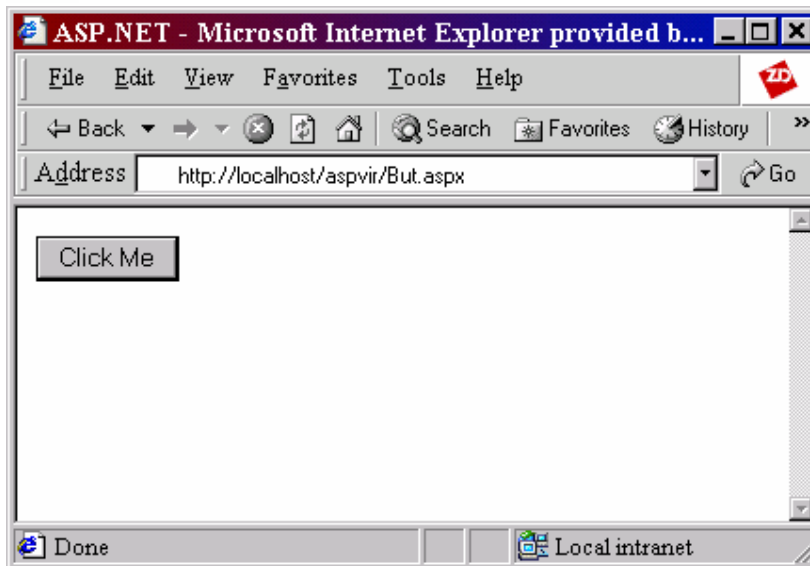 ASP.NET - Microsoft Internet Explorer provided b...
File Edit View Favorites Tools Help
ZD
Back Search Favorites History »
Address http://localhost/aspvir/But.aspx Go
Click Me
Done Local intranet